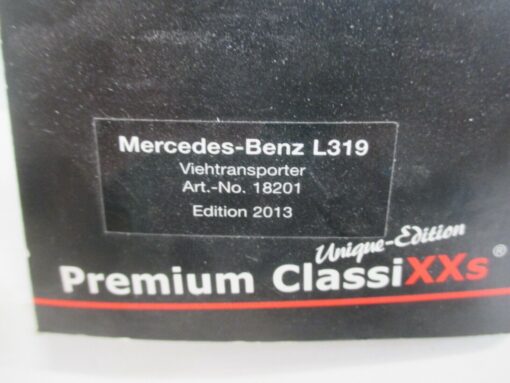 Mercedes-Benz L319
Viehtransporter
Art.-No. 18201
Edition 2013
Unique-Edition
Premium ClassiXXs®